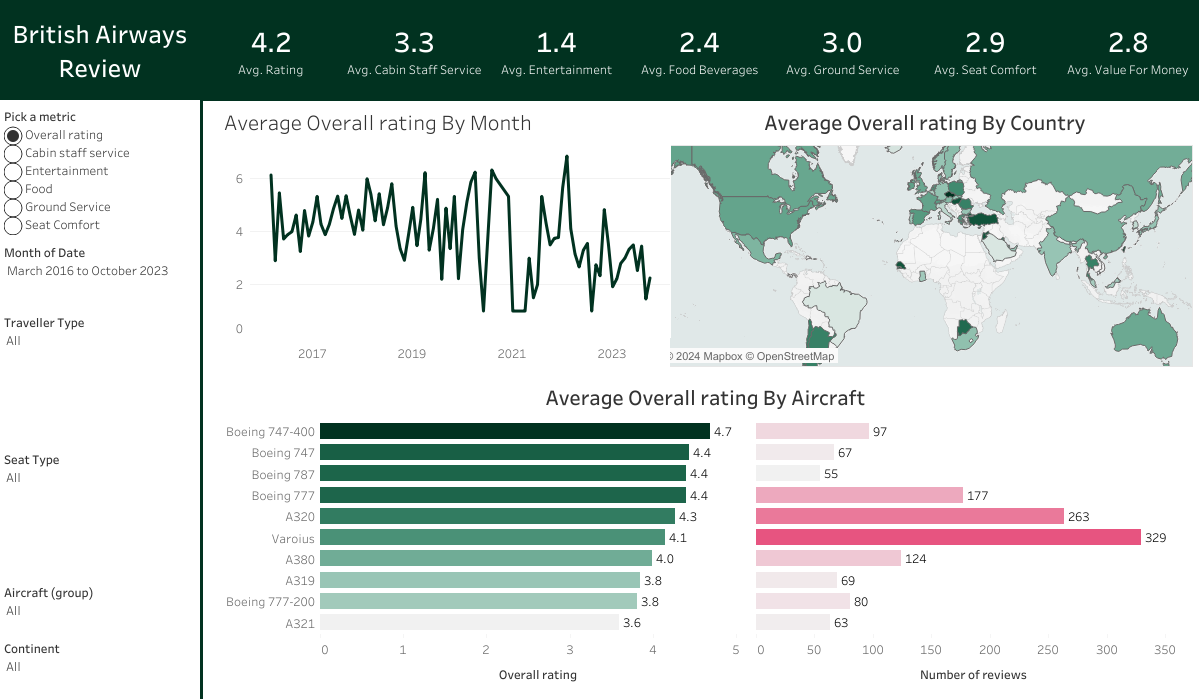 British Airways
Review
4.2 3.3 1.4 2.4 3.0 2.9 2.8
Avg. Rating Avg. Cabin Staff Service Avg. Entertainment Avg. Food Beverages Avg. Ground Service Avg. Seat Comfort Avg. Value For Money
Pick a metric
Overall rating
Cabin staff service
Entertainment
Food
Ground Service
Seat Comfort
Month of Date
March 2016 to October 2023
Traveller Type
All
Seat Type
All
Aircraft (group)
All
Continent
All
Average Overall rating By Month
6
4
2
0
2017 2019 2021 2023
Average Overall rating By Country
2024 Mapbox © OpenStreetMap
Average Overall rating By Aircraft
Boeing 747-400 4.7 97
Boeing 747 4.4 67
Boeing 787 4.4 55
Boeing 777 4.4 177
A320 4.3 263
Varoius 4.1 329
A380 4.0 124
A319 3.8 69
Boeing 777-200 3.8 80
A321 3.6 63
0 1 2 3 4 5 0 50 100 150 200 250 300 350
Overall rating Number of reviews